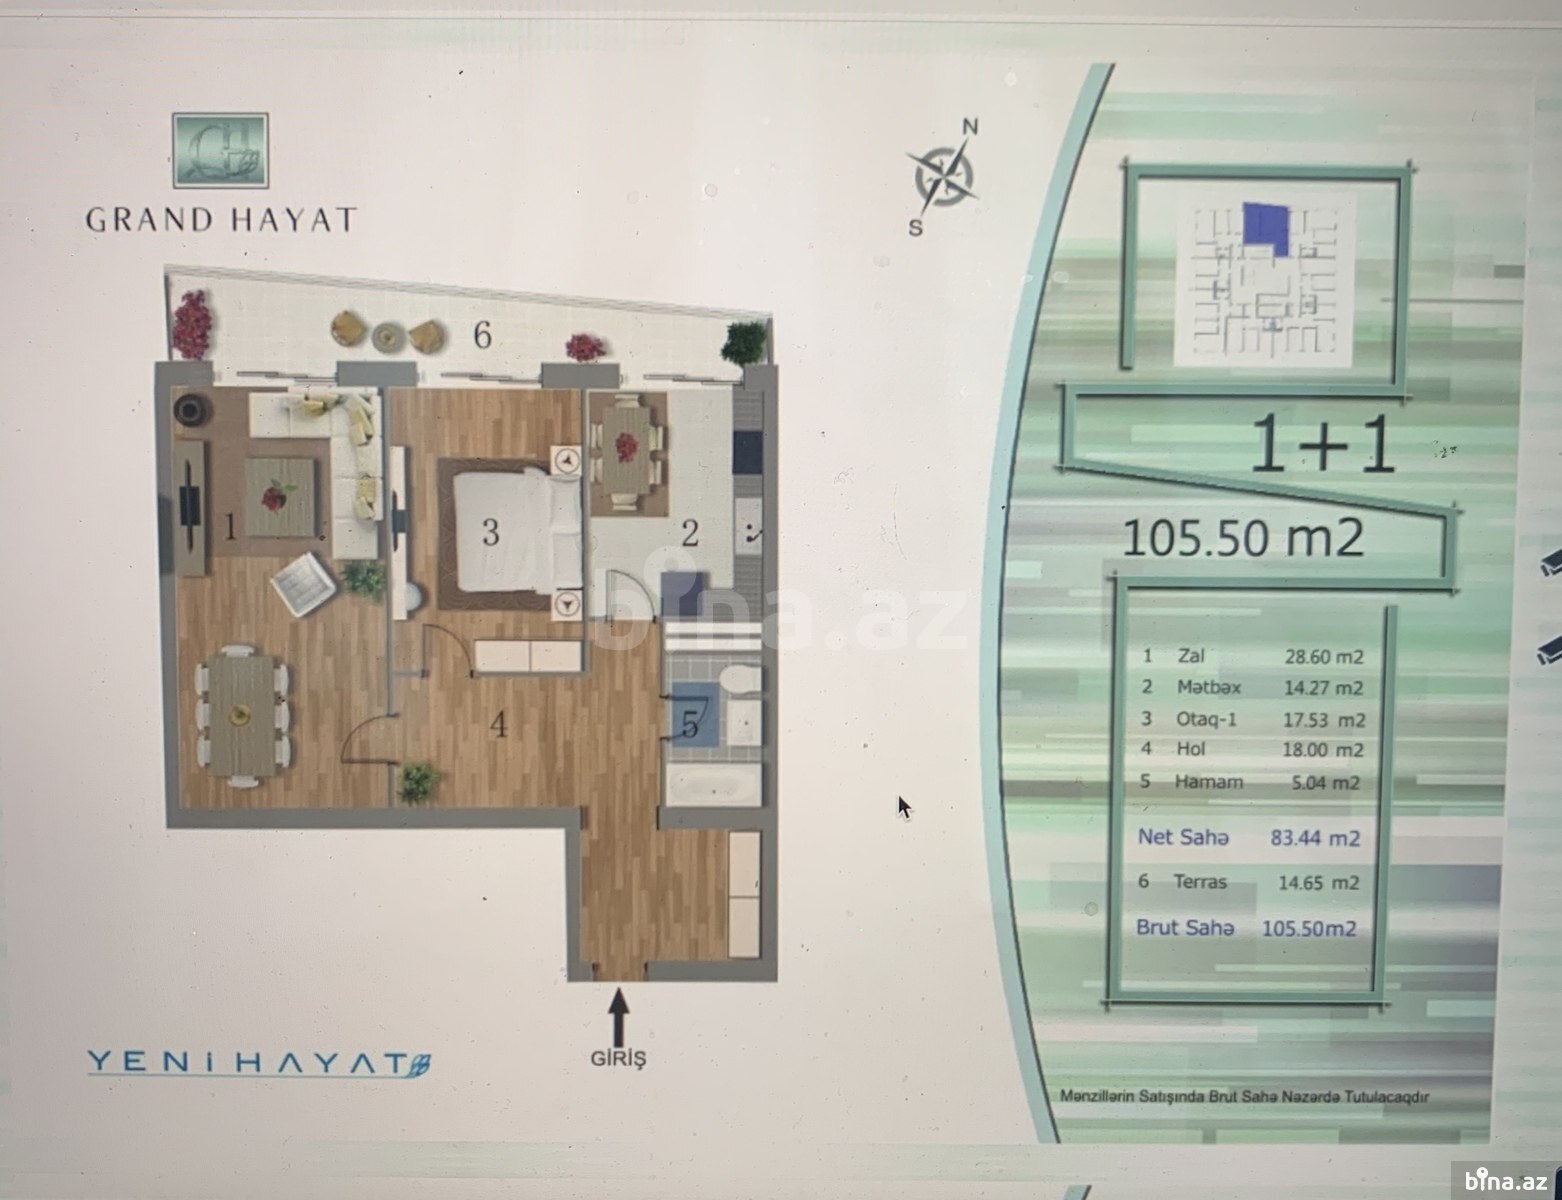 N
S
GRAND HAYAT
6
1
3
2
4
5
GİRİŞ
YENİHAYAT
1+1
105.50 m2
1 Zal 28.60 m2
2 Mətbəx 14.27 m2
3 Otaq-1 17.53 m2
4 Hol 18.00 m2
5 Hamam 5.04 m2
Net Sahə 83.44 m2
6 Terras 14.65 m2
Brut Sahə 105.50m2
Mənzillərin Satışında Brut Sahə Nəzərdə Tutulacaqdır
bina.az
bina.az